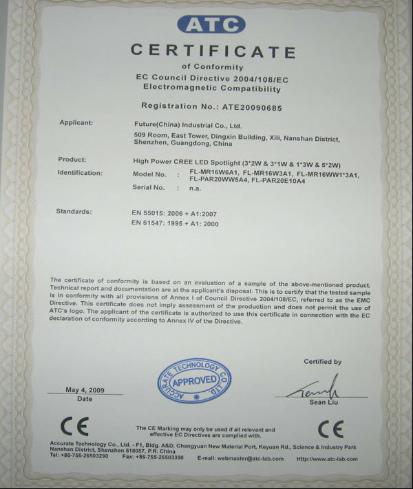 ATC
CERTIFICATE
of Conformity
EC Council Directive 2004/108/EC
Electromagnetic Compatibility
Registration No.: ATE20090685
Applicant: Future(China) Industrial Co., Ltd.
509 Room, East Tower, Dingxin Building, Xili, Nanshan District,
Shenzhen, Guangdong, China
Product: High Power CREE LED Spotlight (3*2W & 3*1W & 1*3W & 5*2W)
Identification: Model No. : FL-MR16W6A1, FL-MR16W3A1, FL-MR16WW1*3A1,
FL-PAR20WW5A4, FL-PAR20E10A4
Serial No. : n.a.
Standards: EN 55015: 2006 + A1:2007
EN 61547: 1995 + A1: 2000
The certificate of conformity is based on an evaluation of a sample of the above-mentioned product.
Technical report and documentation are at the applicant's disposal. This is to certify that the tested sample
is in conformity with all provisions of Annex I of Council Directive 2004/108/EC, referred to as the EMC
Directive. This certificate does not imply assessment of the production and does not permit the use of
ATC's logo. The applicant of the certificate is authorized to use this certificate in connection with the EC
declaration of conformity according to Annex IV of the Directive.
Certified by
ACCURATE TECHNOLOGY CO., LTD
APPROVED
May 4, 2009
Date
Sean Liu
CE
The CE Marking may only be used if all relevant and
effective EC Directives are complied with.
CE
Accurate Technology Co., Ltd. - F1, Bldg. A&D, Changyuan New Material Port, Keyuan Rd., Science & Industry Park
Nanshan District, Shenzhen 518057, P.R. China
Tel: +86-755-26503290 Fax: +86-755-26503396 E-mail: webmaster@atc-lab.com http://www.atc-lab.com